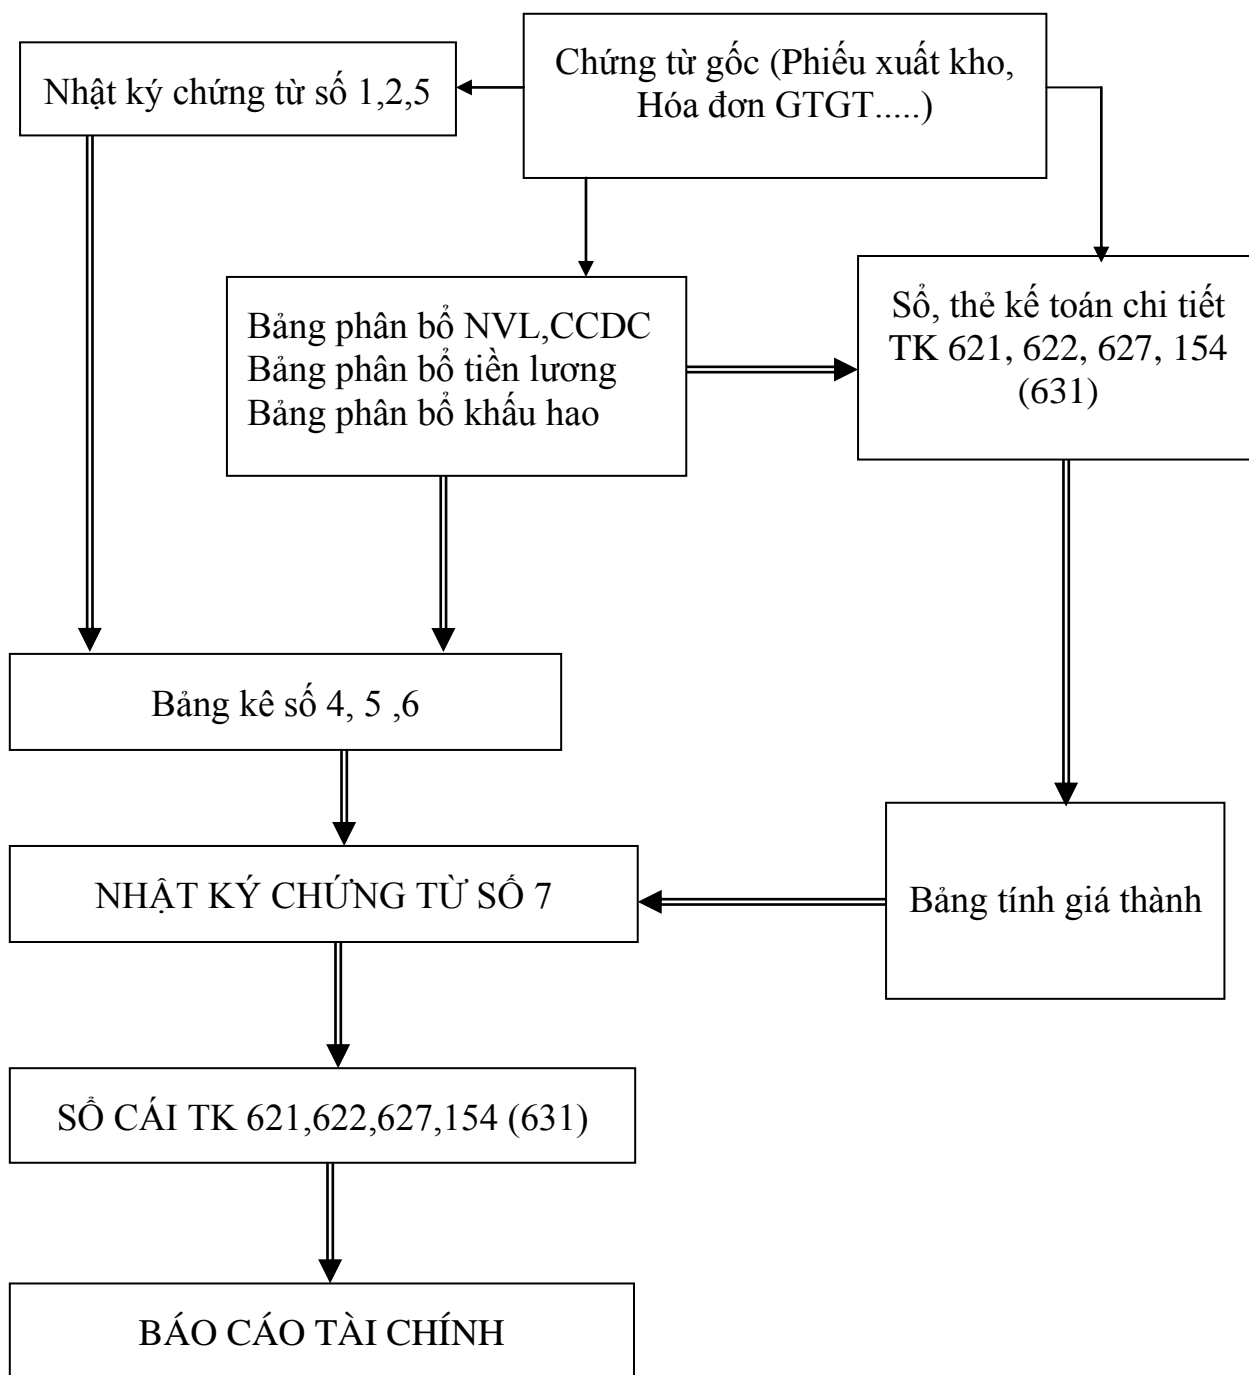 Chứng từ gốc (Phiếu xuất kho,
Hóa đơn GTGT.....)
Nhật ký chứng từ số 1,2,5
Bảng phân bổ NVL,CCDC
Bảng phân bổ tiền lương
Bảng phân bổ khấu hao
Sổ, thẻ kế toán chi tiết
TK 621, 622, 627, 154
(631)
Bảng kê số 4, 5 ,6
NHẬT KÝ CHỨNG TỪ SỐ 7
Bảng tính giá thành
SỔ CÁI TK 621,622,627,154 (631)
BÁO CÁO TÀI CHÍNH